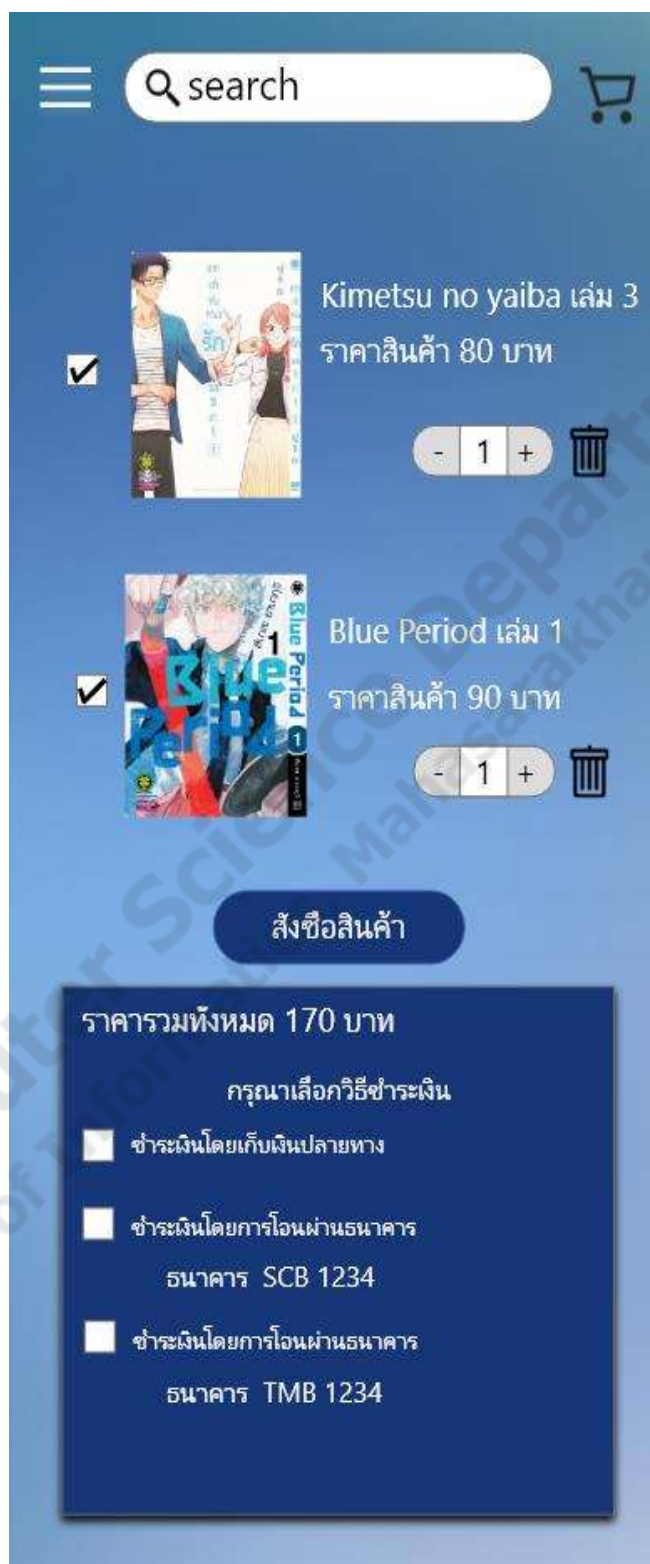 search
Kimetsu no yaiba เล่ม 3
ราคาสินค้า 80 บาท
รัก
- 1 +
Blue Period เล่ม 1
ราคาสินค้า 90 บาท
1
Blue Period
Blue Period 1
- 1 +
สั่งซื้อสินค้า
ราคารวมทั้งหมด 170 บาท
กรุณาเลือกวิธีชำระเงิน
ชำระเงินโดยเก็บเงินปลายทาง
ชำระเงินโดยการโอนผ่านธนาคาร
ธนาคาร SCB 1234
ชำระเงินโดยการโอนผ่านธนาคาร
ธนาคาร TMB 1234